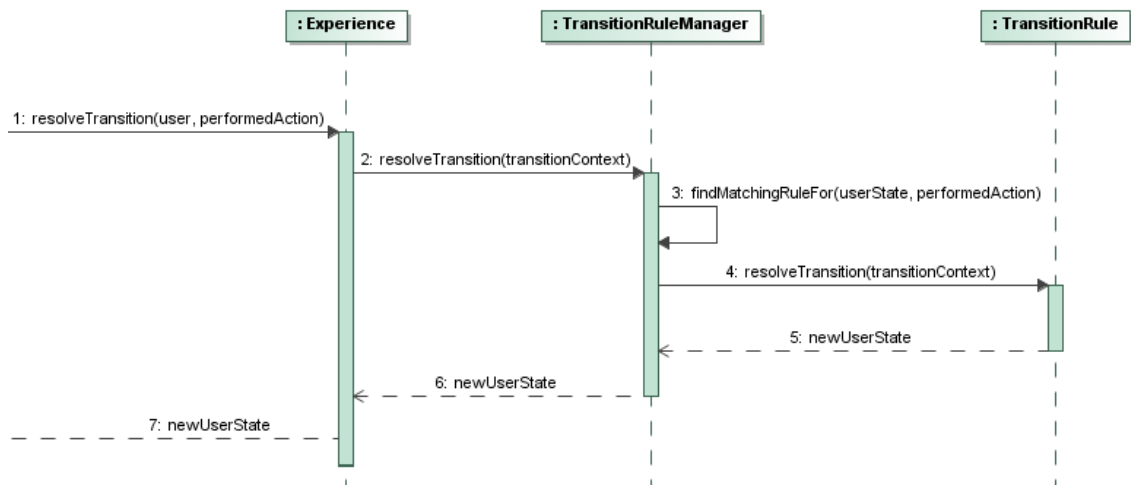 : Experience
: TransitionRuleManager
: TransitionRule
1: resolveTransition(user, performedAction)
2: resolveTransition(transitionContext)
3: findMatchingRuleFor(userState, performedAction)
4: resolveTransition(transitionContext)
5: newUserState
6: newUserState
7: newUserState